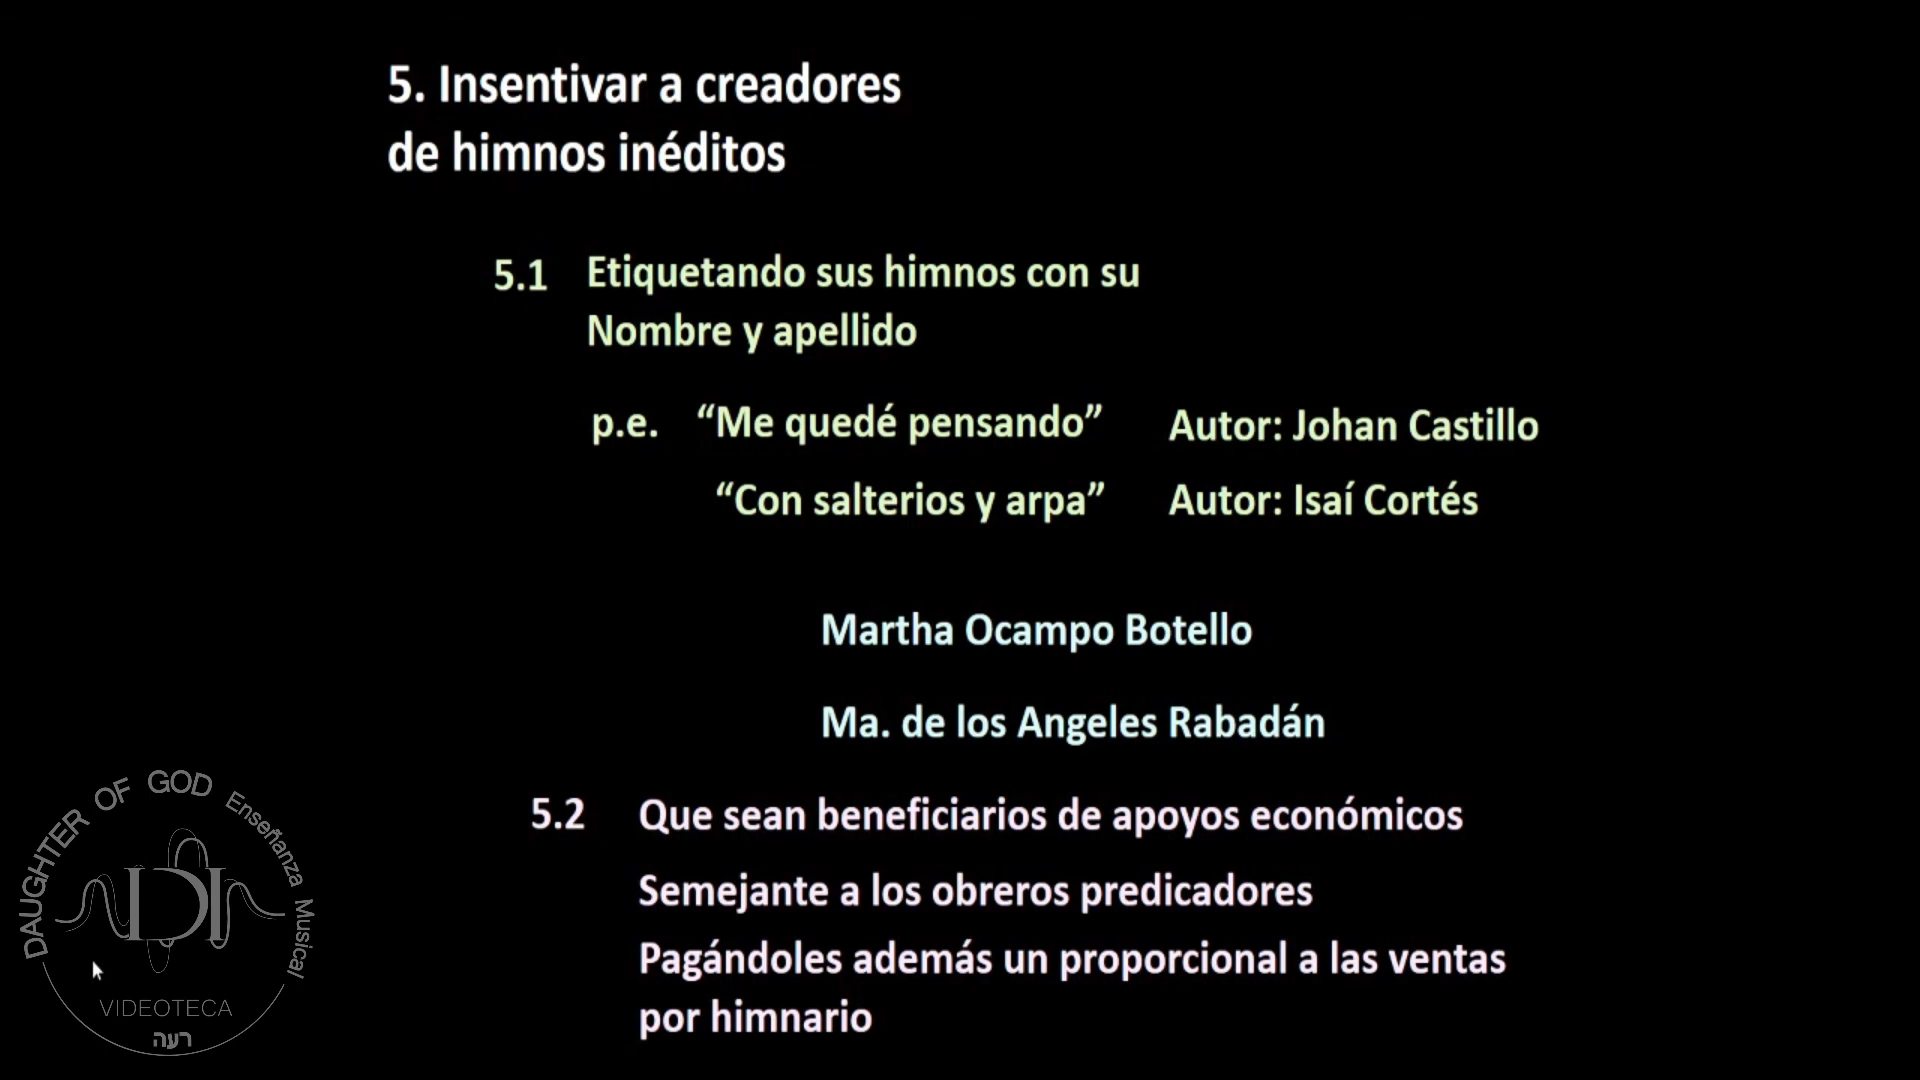 5. Insentivar a creadores
de himnos inéditos
5.1 Etiquetando sus himnos con su
Nombre y apellido
p.e. “Me quedé pensando” Autor: Johan Castillo
“Con salterios y arpa” Autor: Isaí Cortés
Martha Ocampo Botello
Ma. de los Angeles Rabadán
5.2 Que sean beneficiarios de apoyos económicos
Semejante a los obreros predicadores
Pagándoles además un proporcional a las ventas
por himnario
DAUGHTER OF GOD Enseñanza Musical
DI
VIDEOTECA
רעה